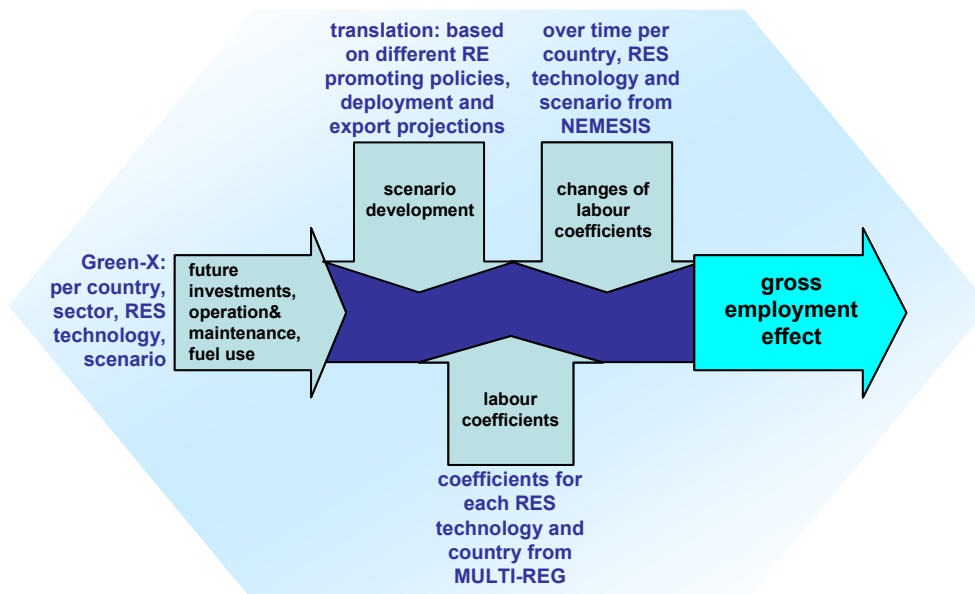 translation: based
on different RE
promoting policies,
deployment and
export projections
over time per
country, RES
technology and
scenario from
NEMESIS
scenario
development
changes of
labour
coefficients
Green-X:
per country,
sector, RES
technology,
scenario
future
investments,
operation&
maintenance,
fuel use
gross
employment
effect
labour
coefficients
coefficients for
each RES
technology and
country from
MULTI-REG